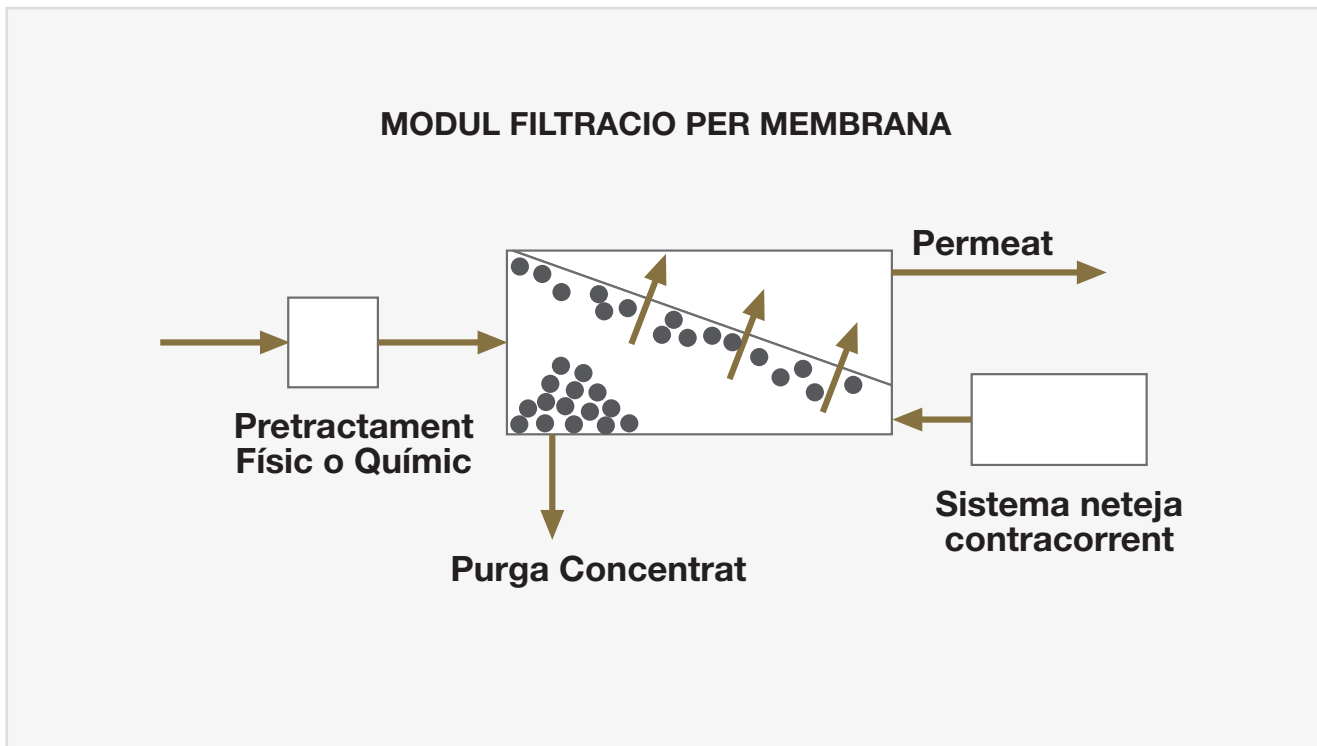 MODUL FILTRACIO PER MEMBRANA
Permeat
Pretractament
Físic o Químic
Sistema neteja
contracorrent
Purga Concentrat